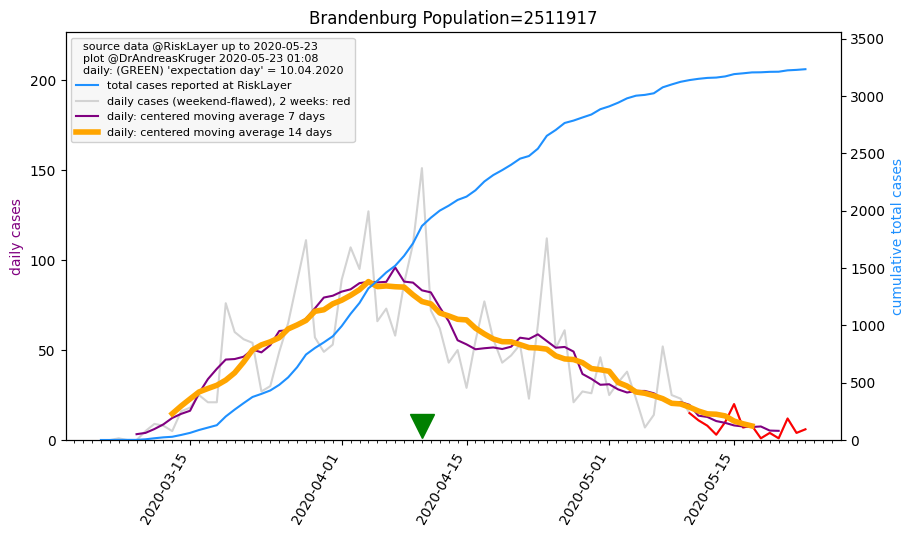 Brandenburg Population=2511917
source data @RiskLayer up to 2020-05-23
plot @DrAndreasKruger 2020-05-23 01:08
daily: (GREEN) 'expectation day' = 10.04.2020
total cases reported at RiskLayer
daily cases (weekend-flawed), 2 weeks: red
daily: centered moving average 7 days
daily: centered moving average 14 days
daily cases
200
150
100
50
0
3500
3000
2500
2000
1500
1000
500
0
cumulative total cases
2020-03-15
2020-04-01
2020-04-15
2020-05-01
2020-05-15